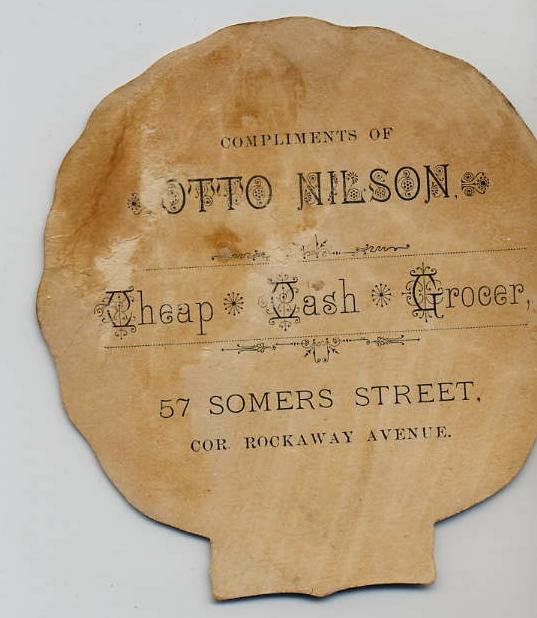 COMPLIMENTS OF
OTTO NILSON.
Cheap * Cash * Grocer,
57 SOMERS STREET,
COR. ROCKAWAY AVENUE.